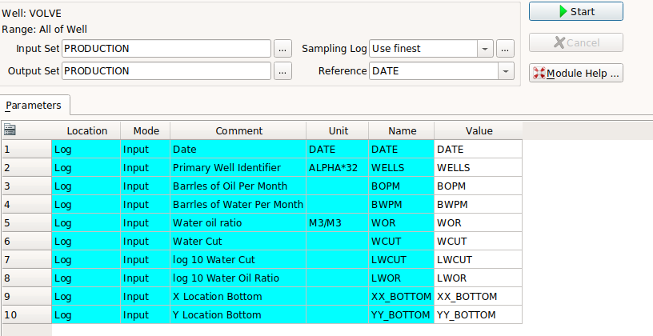 Well: VOLVE
Range: All of Well
Input Set PRODUCTION ... Sampling Log Use finest ...
Output Set PRODUCTION ... Reference DATE
Start
Cancel
Module Help ...
Parameters
Location Mode Comment Unit Name Value
1 Log Input Date DATE DATE DATE
2 Log Input Primary Well Identifier ALPHA*32 WELLS WELLS
3 Log Input Barrles of Oil Per Month BOPM BOPM
4 Log Input Barrles of Water Per Month BWPM BWPM
5 Log Input Water oil ratio M3/M3 WOR WOR
6 Log Input Water Cut WCUT WCUT
7 Log Input log 10 Water Cut LWCUT LWCUT
8 Log Input log 10 Water Oil Ratio LWOR LWOR
9 Log Input X Location Bottom XX_BOTTOM XX_BOTTOM
10 Log Input Y Location Bottom YY_BOTTOM YY_BOTTOM